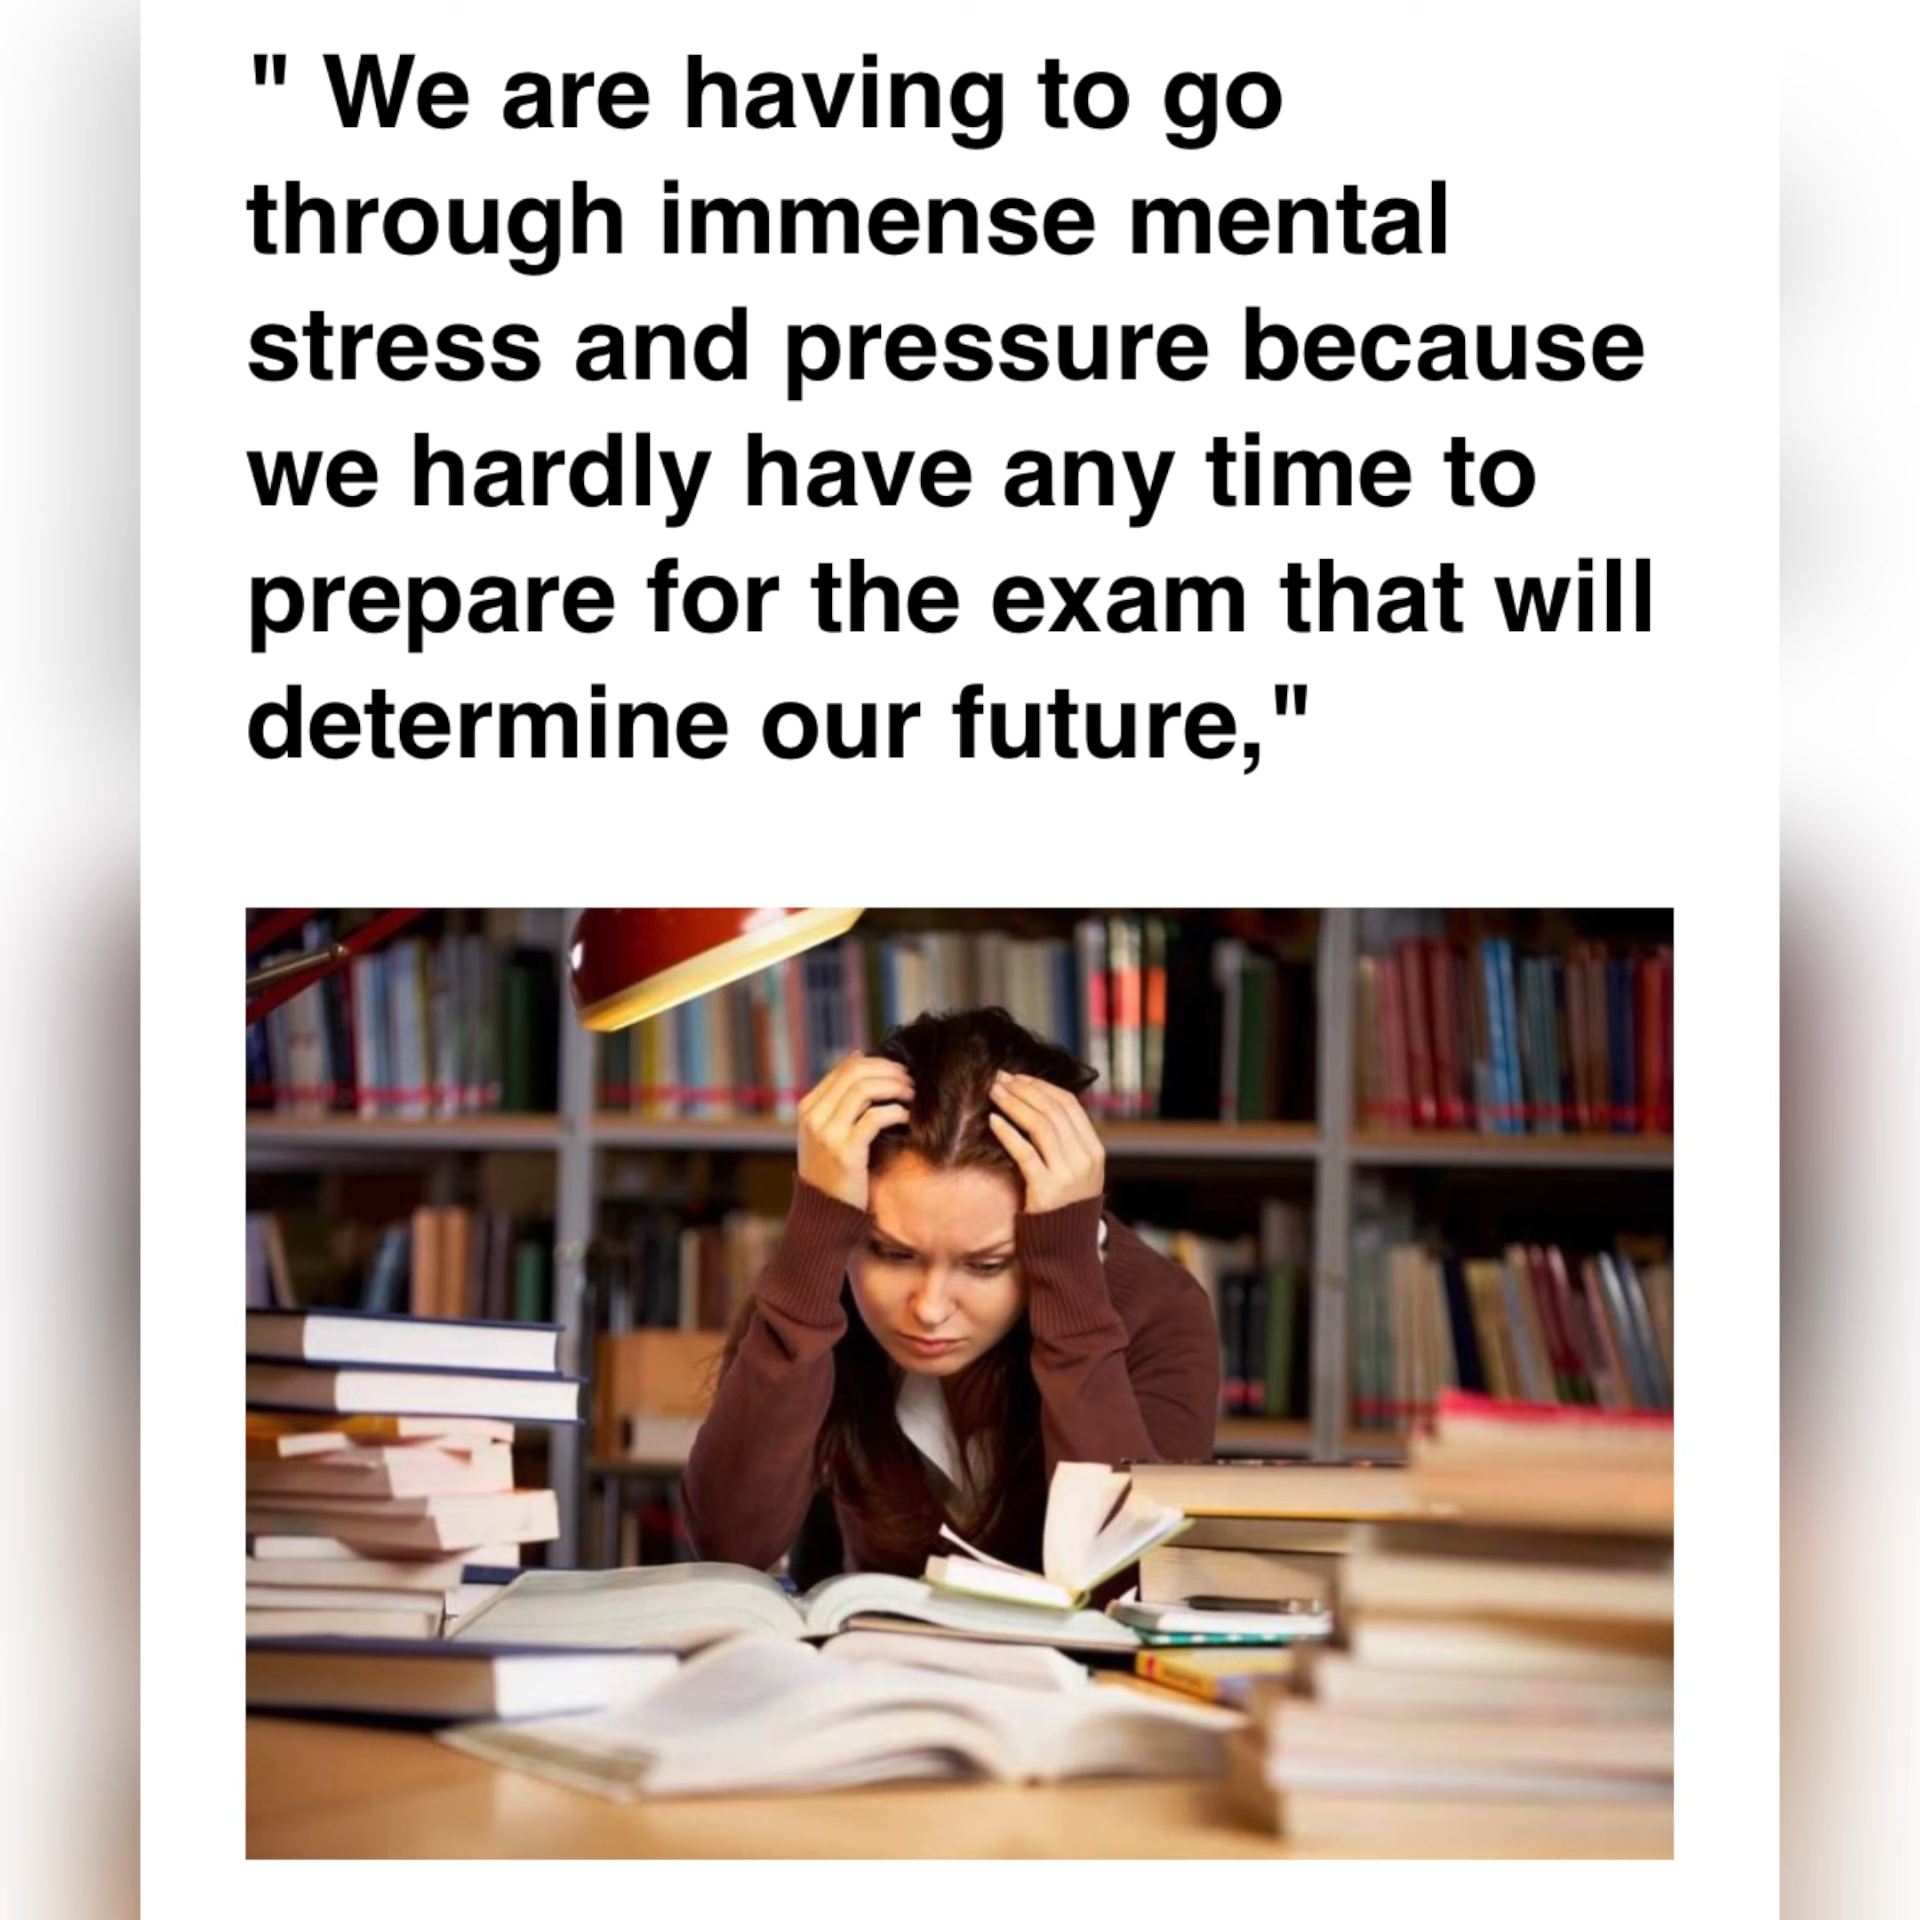 " We are having to go
through immense mental
stress and pressure because
we hardly have any time to
prepare for the exam that will
determine our future,"